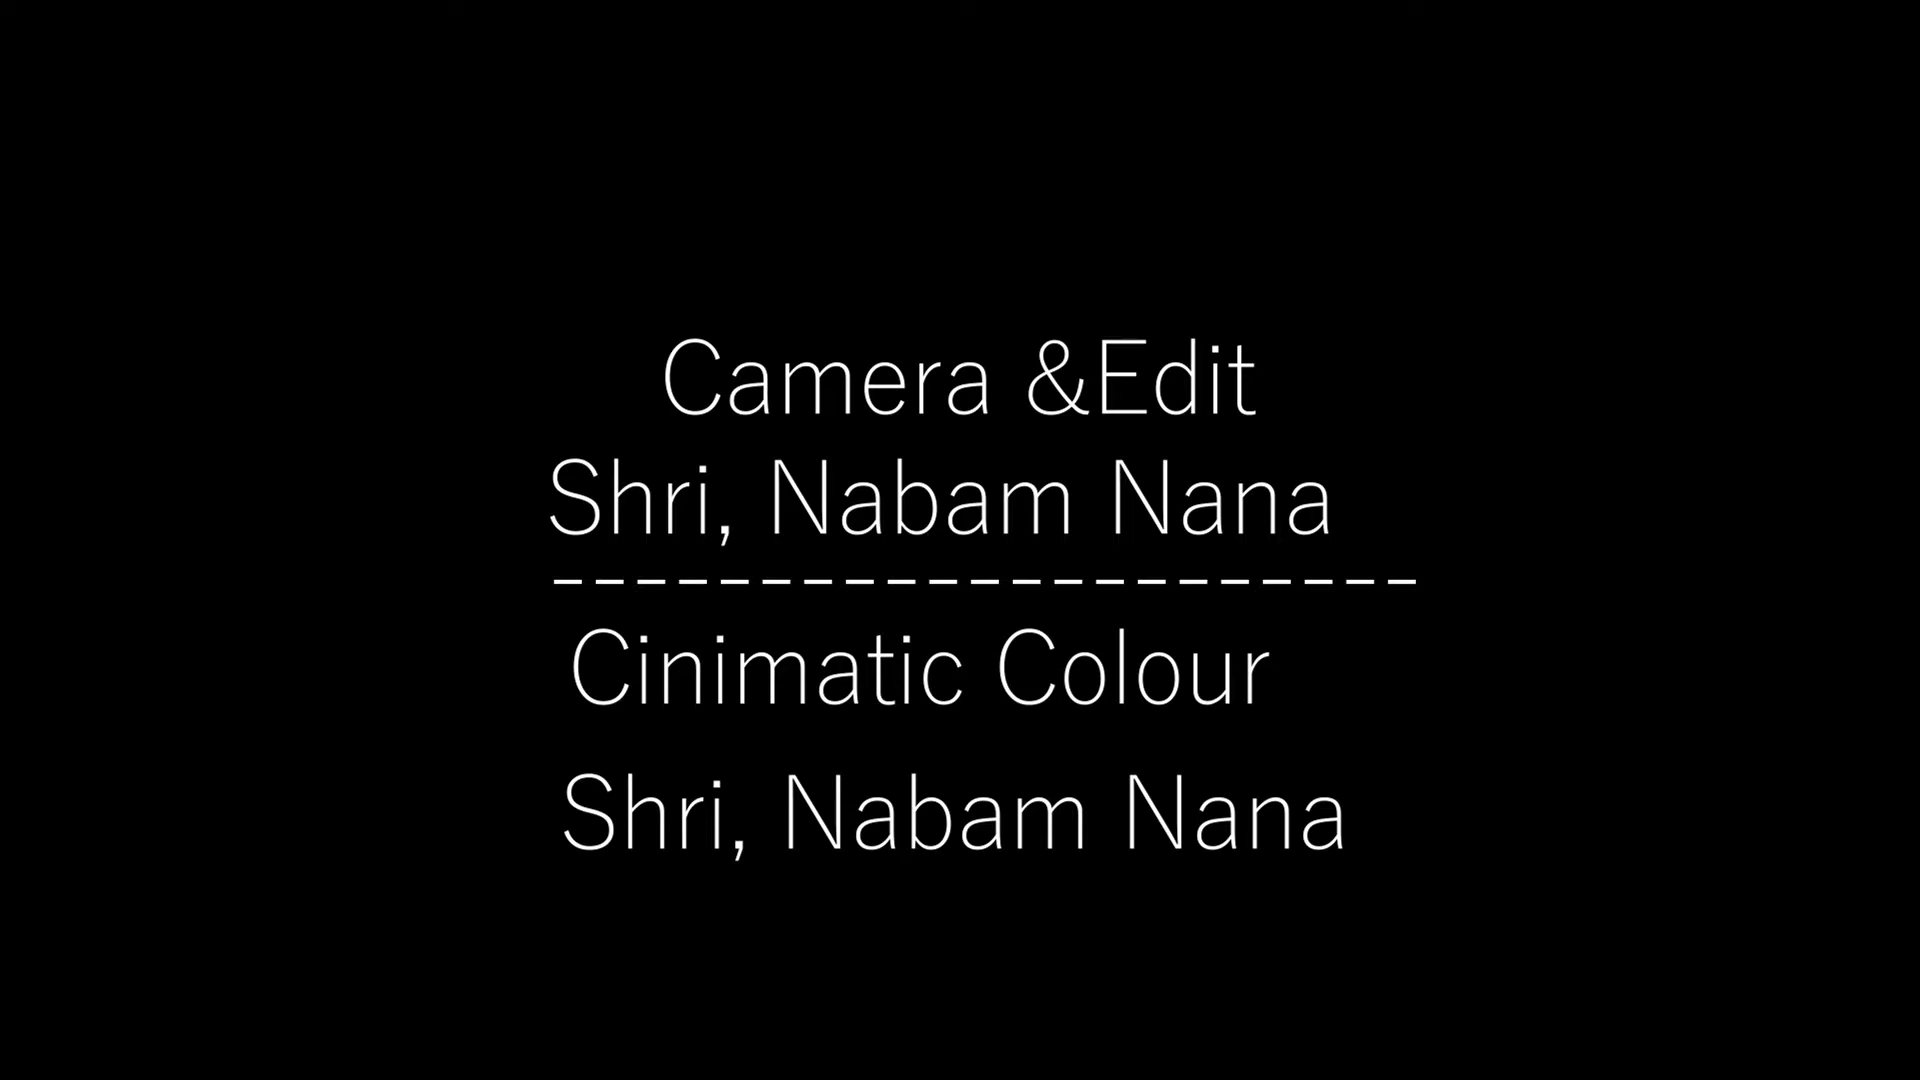 Camera &Edit
Shri, Nabam Nana
---------------------
Cinimatic Colour
Shri, Nabam Nana